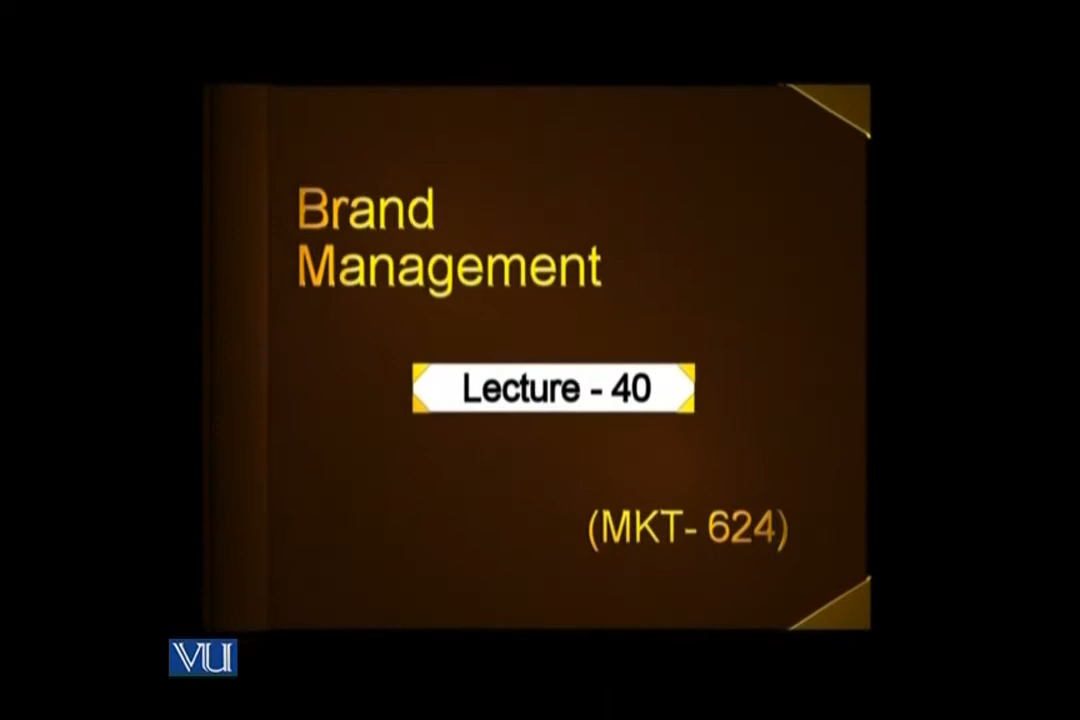 Brand
Management
Lecture - 40
(MKT- 624)
VU